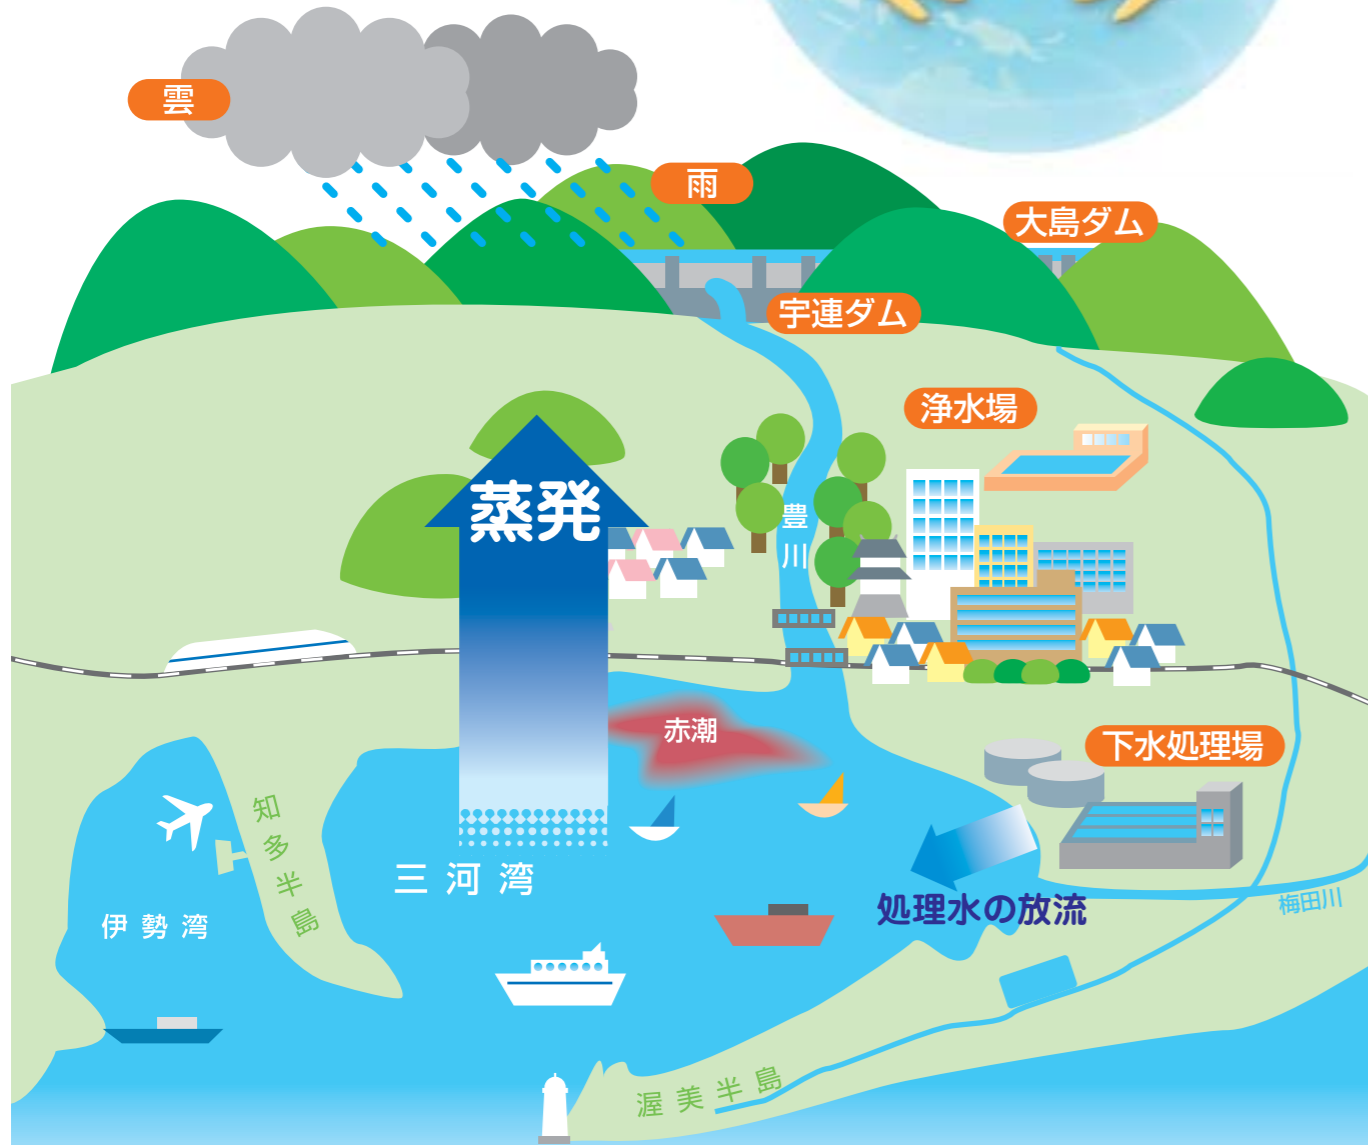 雲
雨
大島ダム
宇連ダム
浄水場
蒸発
豊川
赤潮
下水処理場
知多半島
三河湾
処理水の放流
梅田川
伊勢湾
渥美半島